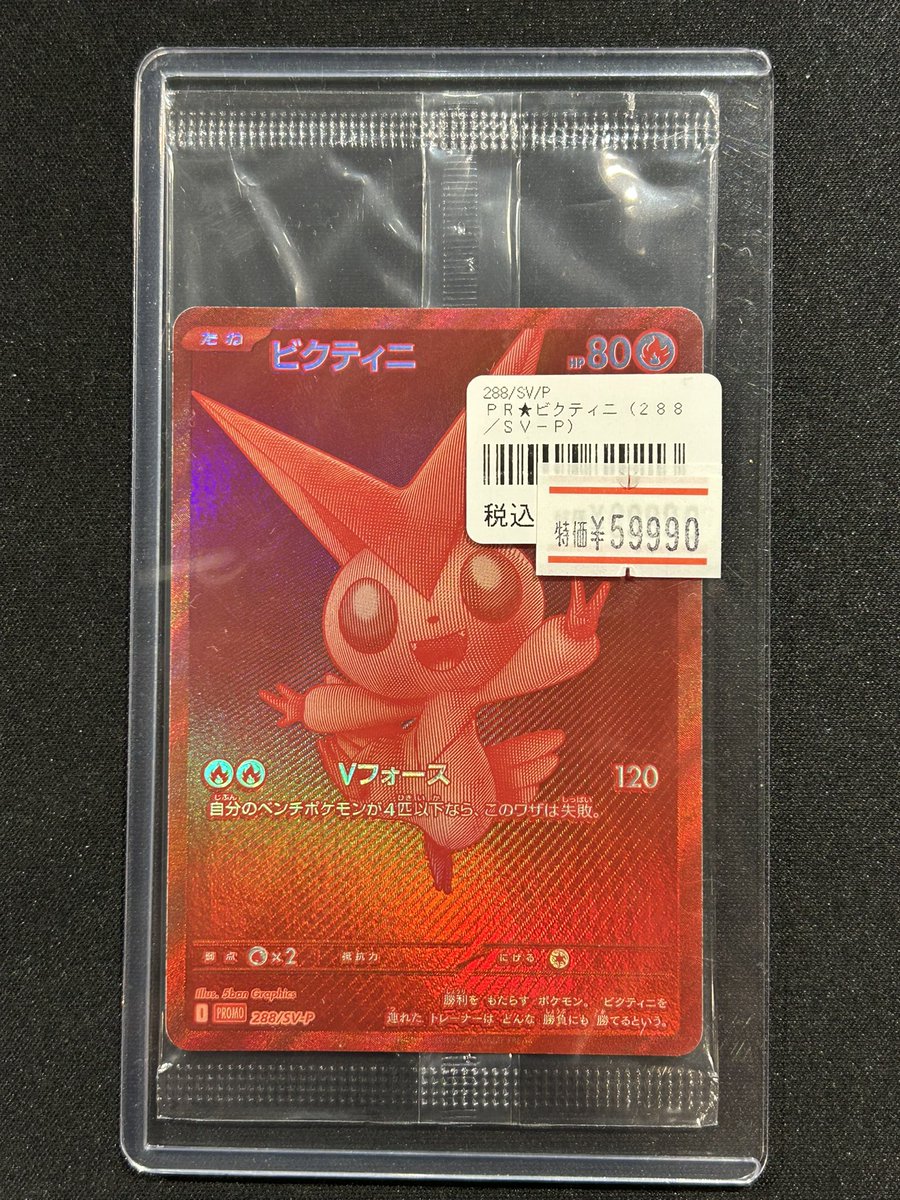 たね
ビクティニ
HP80
288/SV/P
PR★ビクティニ（288
／SV－P）
税込
特価¥59990
Vフォース 120
自分のベンチポケモンが4匹以下なら、このワザは失敗。
弱点 ×2 抵抗力 にげる
Illus. 5ban Graphics
I PROMO 288/SV-P
勝利を もたらす ポケモン。 ビクティニを
連れた トレーナーは どんな 勝負にも 勝てるという。